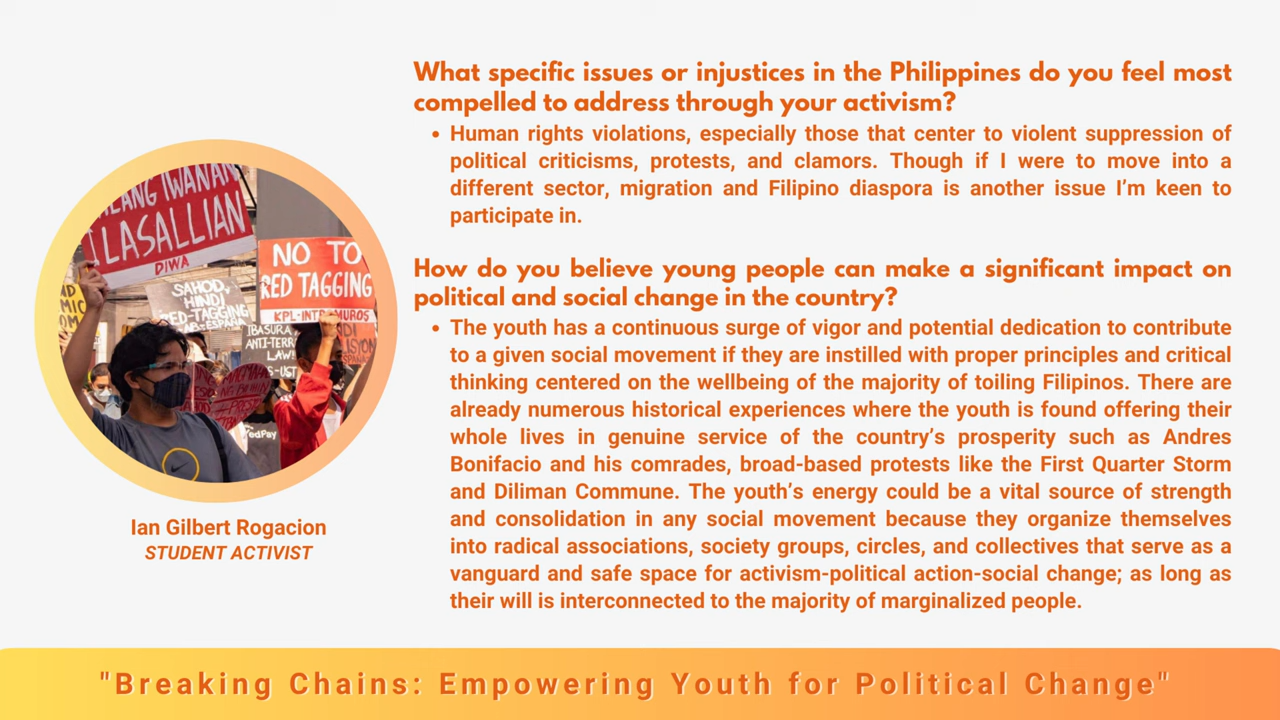 What specific issues or injustices in the Philippines do you feel most
compelled to address through your activism?
• Human rights violations, especially those that center to violent suppression of
political criticisms, protests, and clamors. Though if I were to move into a
different sector, migration and Filipino diaspora is another issue I'm keen to
participate in.
How do you believe young people can make a significant impact on
political and social change in the country?
• The youth has a continuous surge of vigor and potential dedication to contribute
to a given social movement if they are instilled with proper principles and critical
thinking centered on the wellbeing of the majority of toiling Filipinos. There are
already numerous historical experiences where the youth is found offering their
whole lives in genuine service of the country's prosperity such as Andres
Bonifacio and his comrades, broad-based protests like the First Quarter Storm
and Diliman Commune. The youth's energy could be a vital source of strength
and consolidation in any social movement because they organize themselves
into radical associations, society groups, circles, and collectives that serve as a
vanguard and safe space for activism-political action-social change; as long as
their will is interconnected to the majority of marginalized people.
LASALLIAN
DIWA
NO TO
RED TAGGING
KPL-INTRAMUROS
SAHOD,
HINDI
RED-TAGGING
IBASURA
ANTI-TERR
LAW!
Ian Gilbert Rogacion
STUDENT ACTIVIST
"Breaking Chains: Empowering Youth for Political Change"